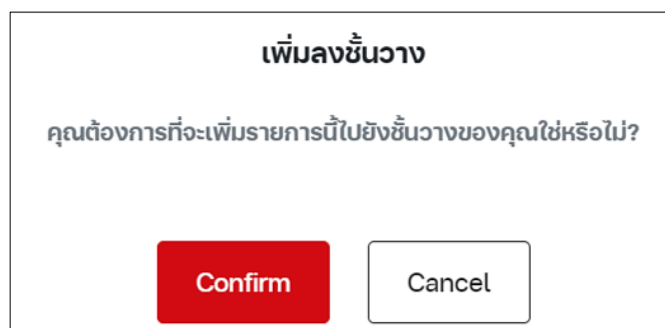 เพิ่มลงชั้นวาง
คุณต้องการที่จะเพิ่มรายการนี้ไปยังชั้นวางของคุณใช่หรือไม่?
Confirm
Cancel